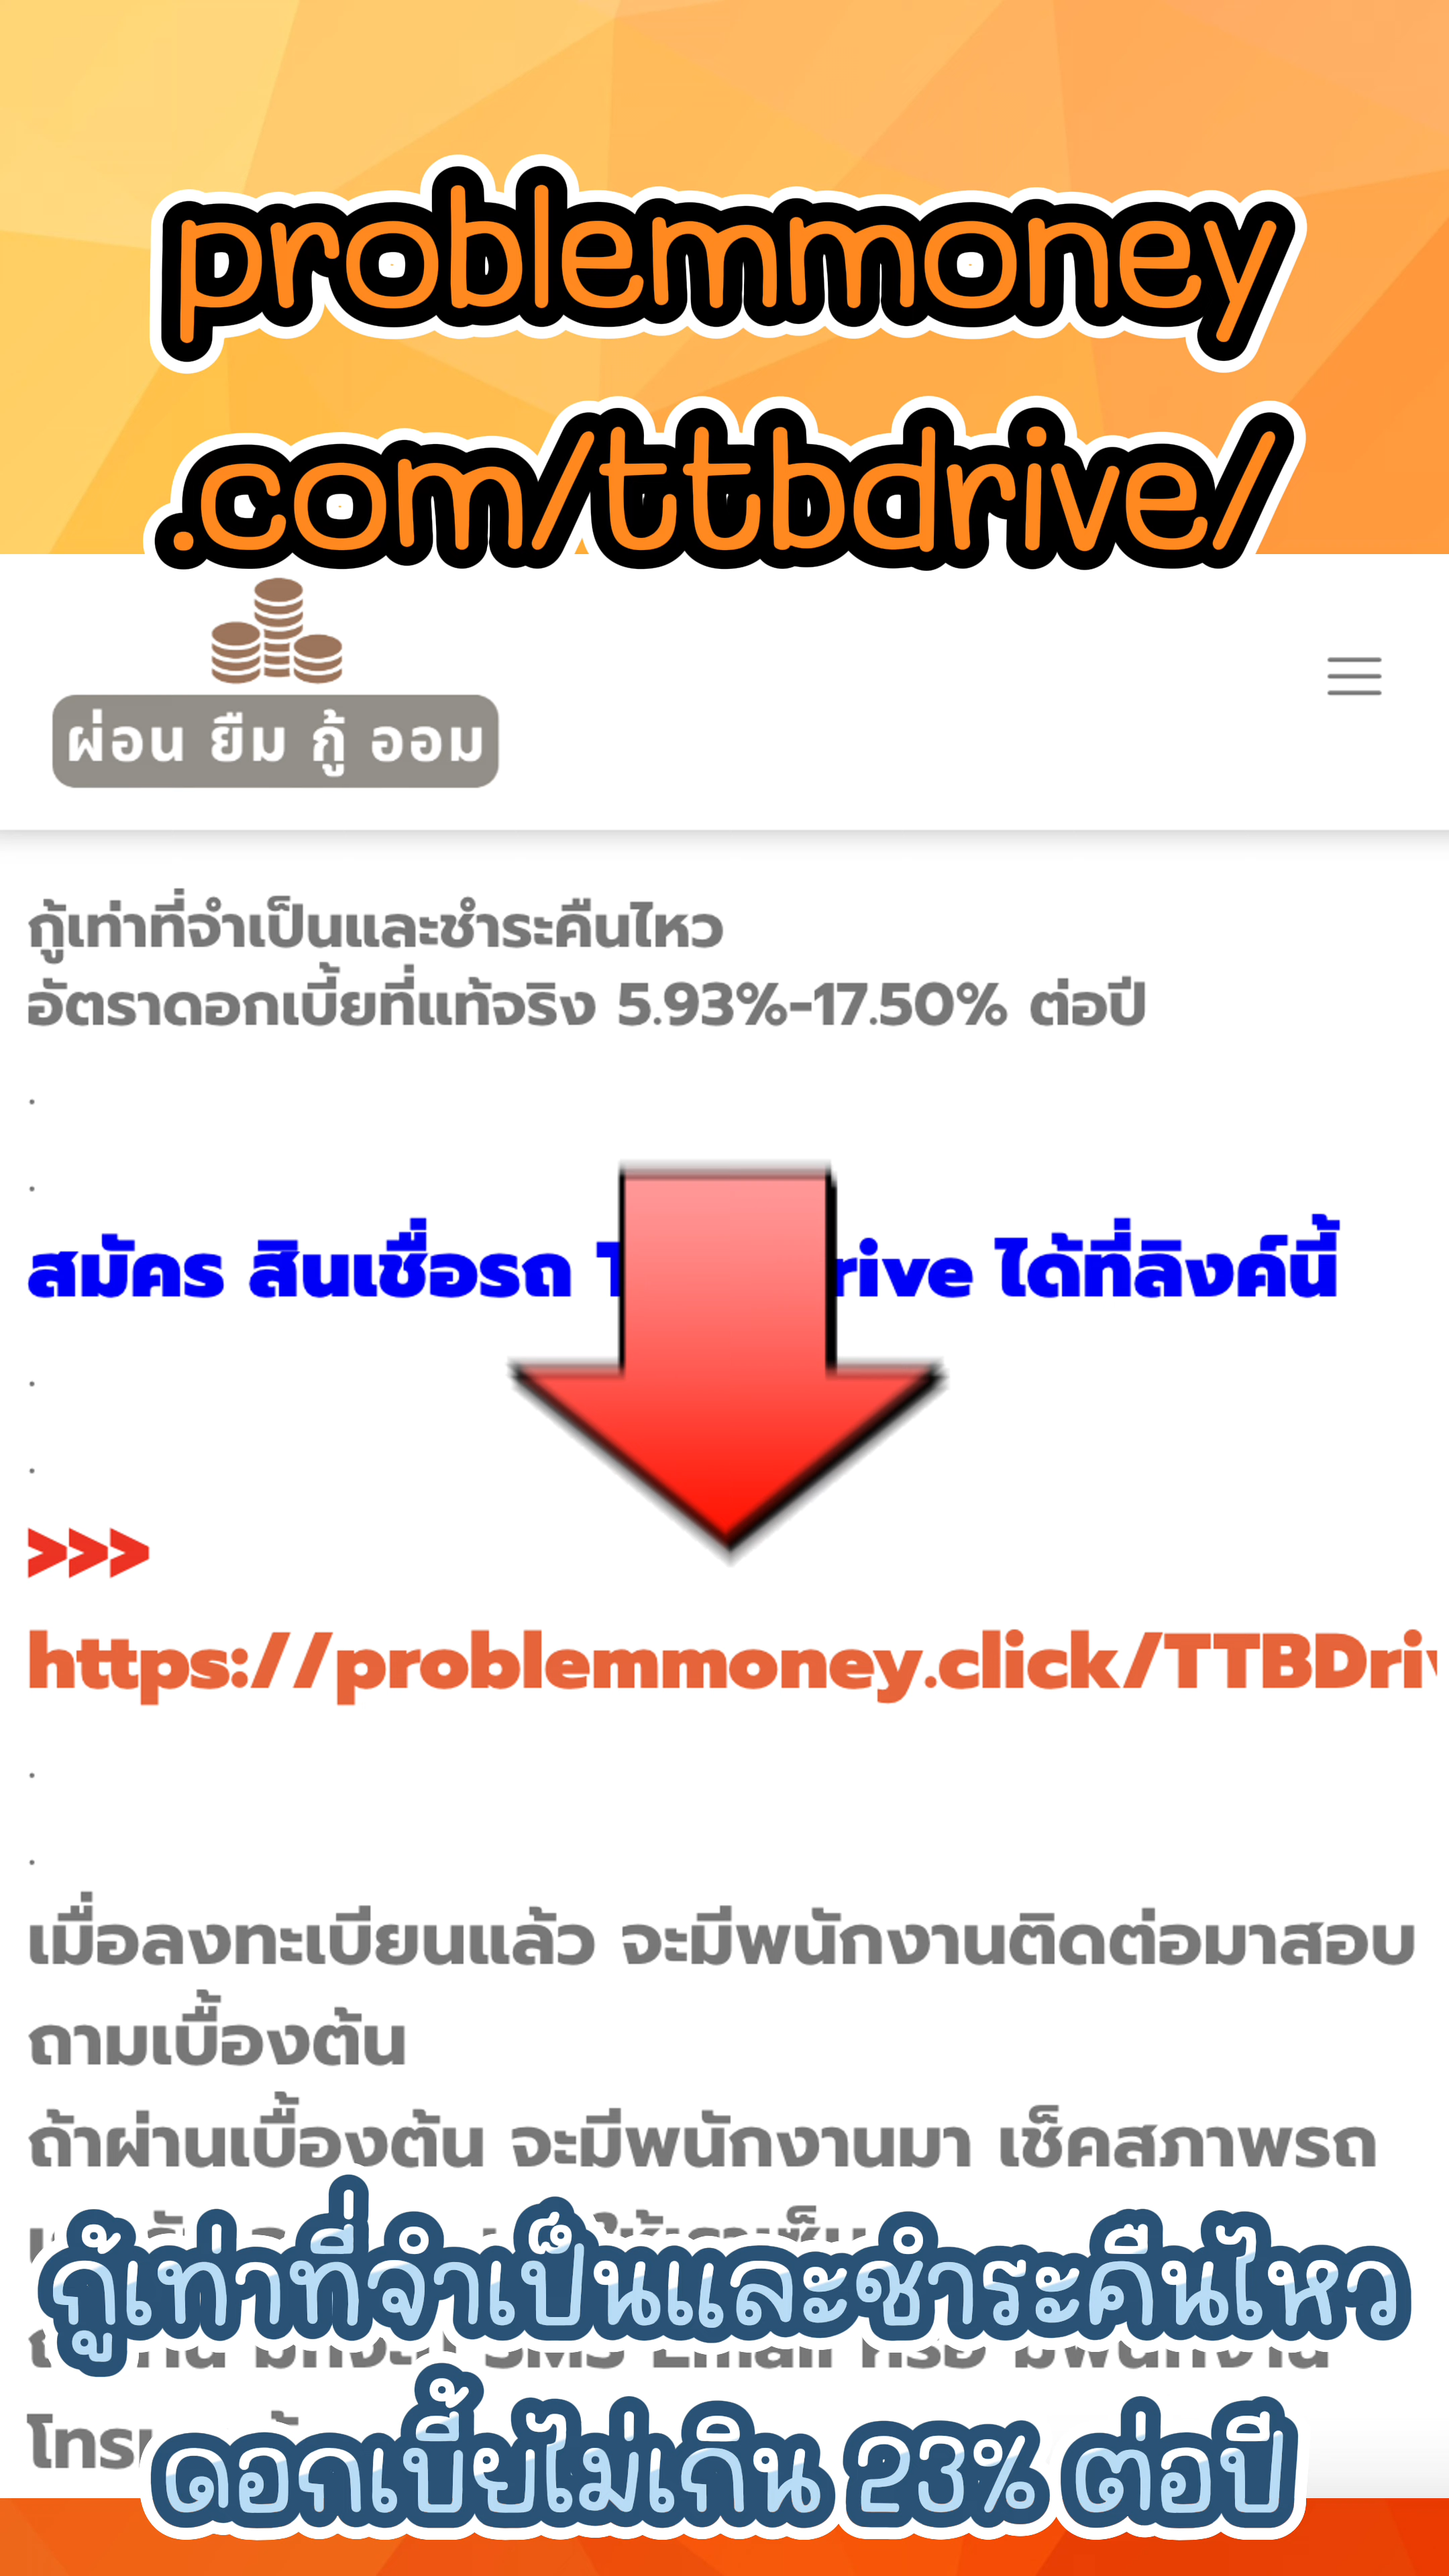 problemmoney
.com/ttbdrive/
ผ่อน ยืม กู้ ออม
กู้เท่าที่จำเป็นและชำระคืนไหว
อัตราดอกเบี้ยที่แท้จริง 5.93%-17.50% ต่อปี
.
.
สมัคร สินเชื่อรถ ได้ที่ลิงค์นี้
.
.
>>>
https://problemmoney.click/TTBDri
.
.
เมื่อลงทะเบียนแล้ว จะมีพนักงานติดต่อมาสอบ
ถามเบื้องต้น
ถ้าผ่านเบื้องต้น จะมีพนักงานมา เช็คสภาพรถ
กู้เท่าที่จำเป็นและชำระคืนไหว
ดอกเบี้ยไม่เกิน 23% ต่อปี